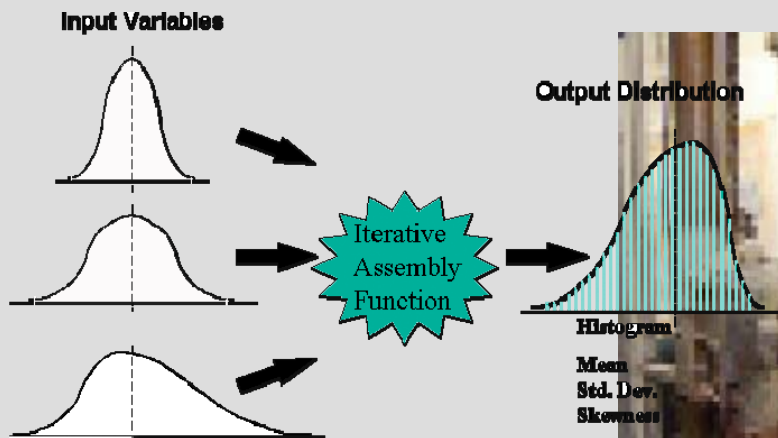 Input Variables
Output Distribution
Iterative
Assembly
Function
Histogram
Mean
Std. Dev.
Skewness